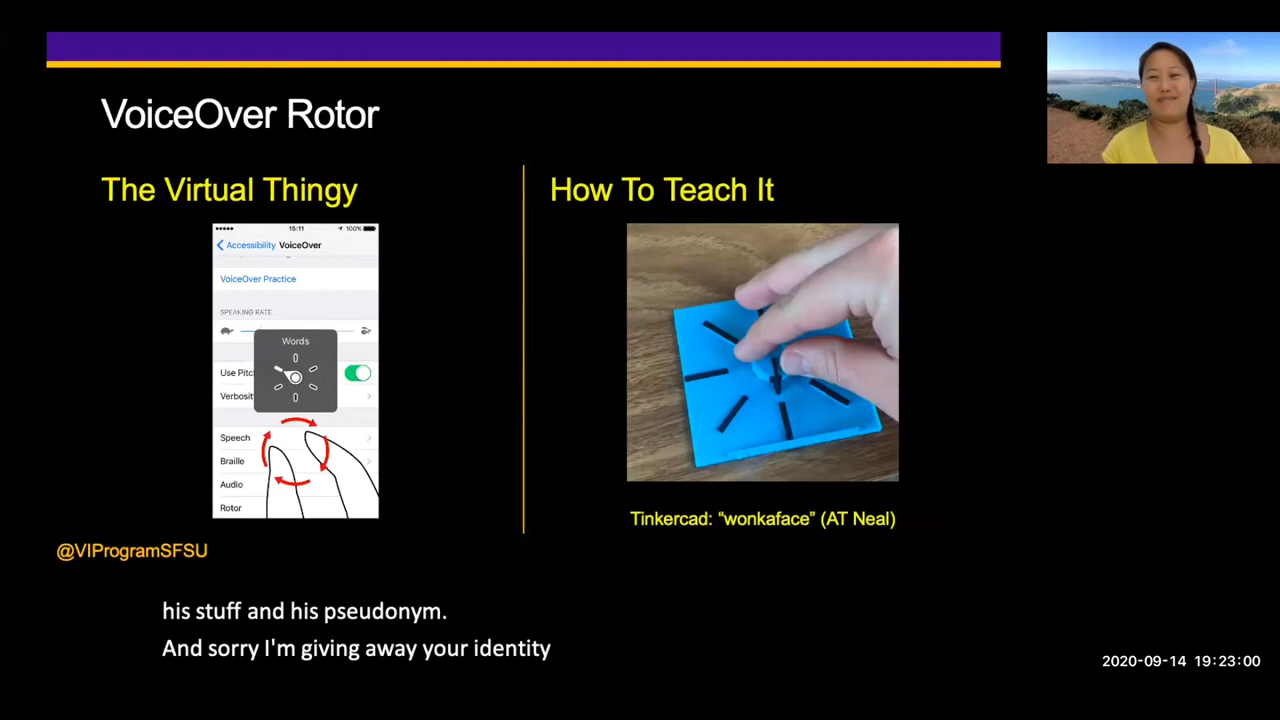 VoiceOver Rotor
The Virtual Thingy
How To Teach It
15:11
100%
Accessibility VoiceOver
VoiceOver Practice
SPEAKING RATE
Words
Use Pitc
Verbosit
Speech
Braille
Audio
Rotor
Tinkercad: “wonkaface” (AT Neal)
@VIProgramSFSU
his stuff and his pseudonym.
And sorry I'm giving away your identity
2020-09-14 19:23:00